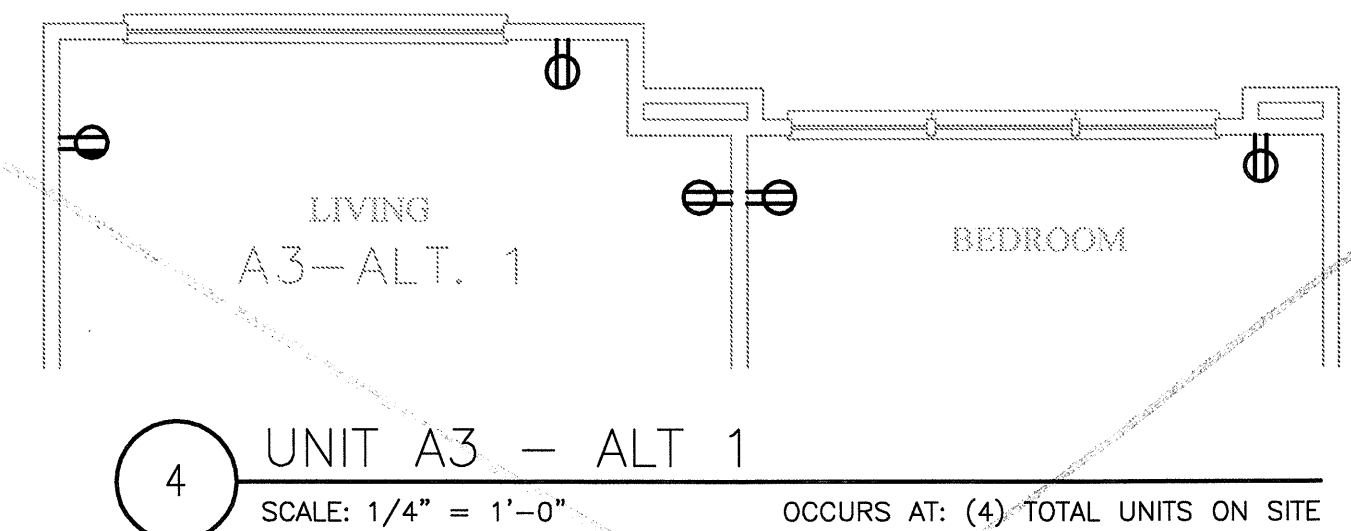 LIVING
A3-ALT. 1
BEDROOM
4
UNIT A3 - ALT 1
SCALE: 1/4" = 1'-0"
OCCURS AT: (4) TOTAL UNITS ON SITE